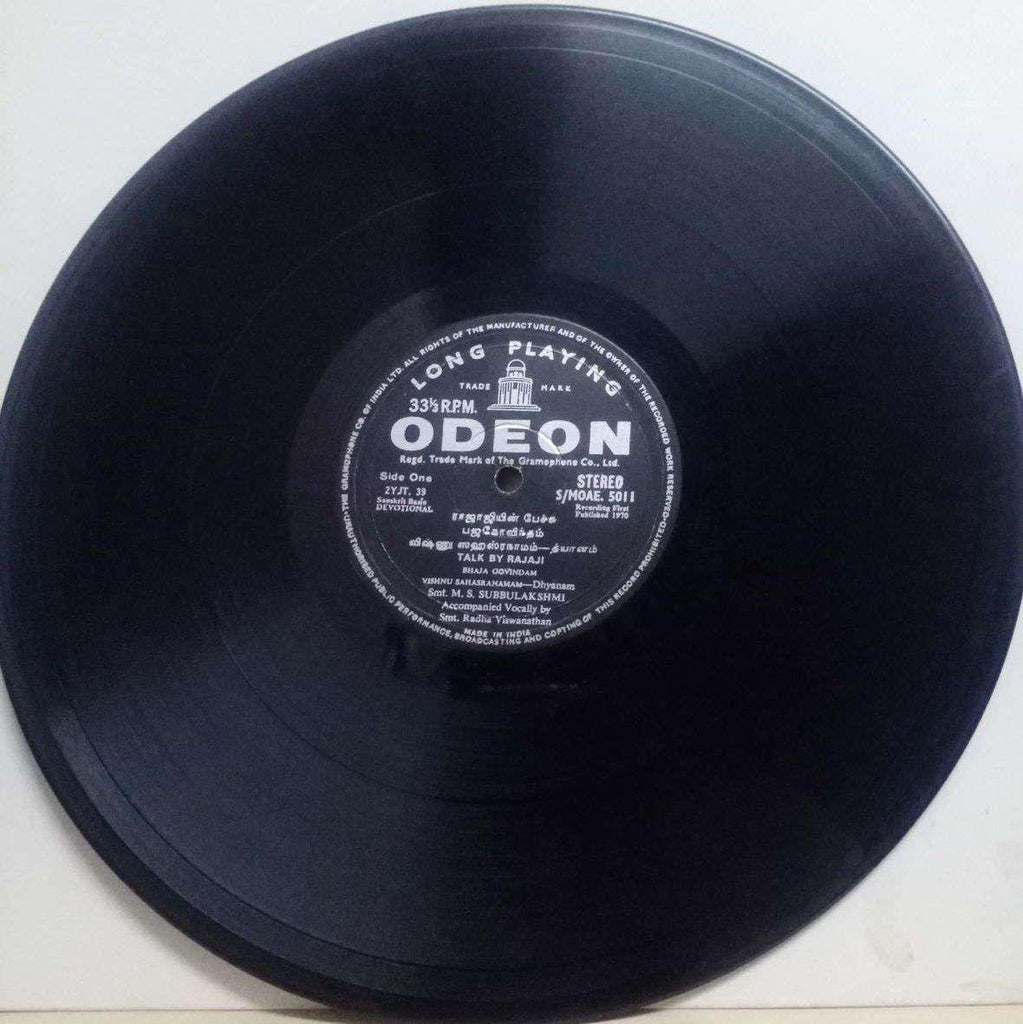 THE GRAMOPHONE CO. OF INDIA LTD. ALL RIGHTS OF THE MANUFACTURER AND OF THE OWNER OF THE RECORDED WORK RESERVED-UNAUTHORISED PUBLIC PERFORMANCE, BROADCASTING AND COPYING OF THIS RECORD PROHIBITED-
LONG PLAYING
TRADE MARK
33⅓ R.P.M.
ODEON
Regd. Trade Mark of The Gramophone Co., Ltd.
Side One STEREO
2YJT. 39 S/MOAE. 5011
Sanskrit Basic Recording First
DEVOTIONAL Published 1970
ராஜாஜியின் பேச்சு
பஜகோவிந்தம்
விஷ்ணு ஸஹஸ்ரநாமம்—த்யானம்
TALK BY RAJAJI
BHAJA GOVINDAM
VISHNU SAHASRANAMAM—Dhyanam
Smt. M. S. SUBBULAKSHMI
Accompanied Vocally by
Smt. Radha Viswanathan
MADE IN INDIA